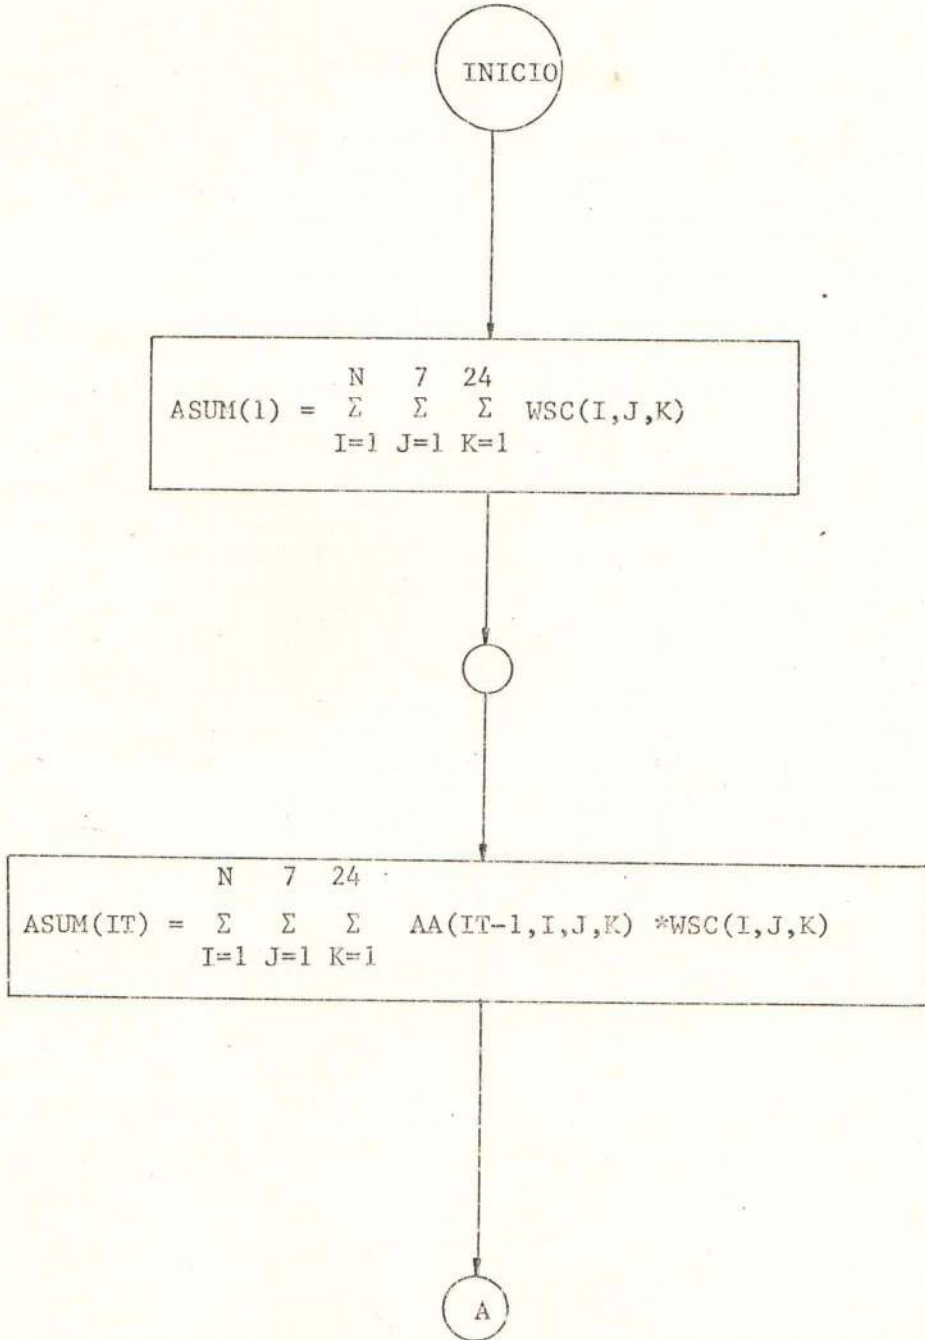 INICIO
N 7 24
ASUM(1) = Σ Σ Σ WSC(I,J,K)
I=1 J=1 K=1
N 7 24
ASUM(IT) = Σ Σ Σ AA(IT-1,I,J,K) *WSC(I,J,K)
I=1 J=1 K=1
A